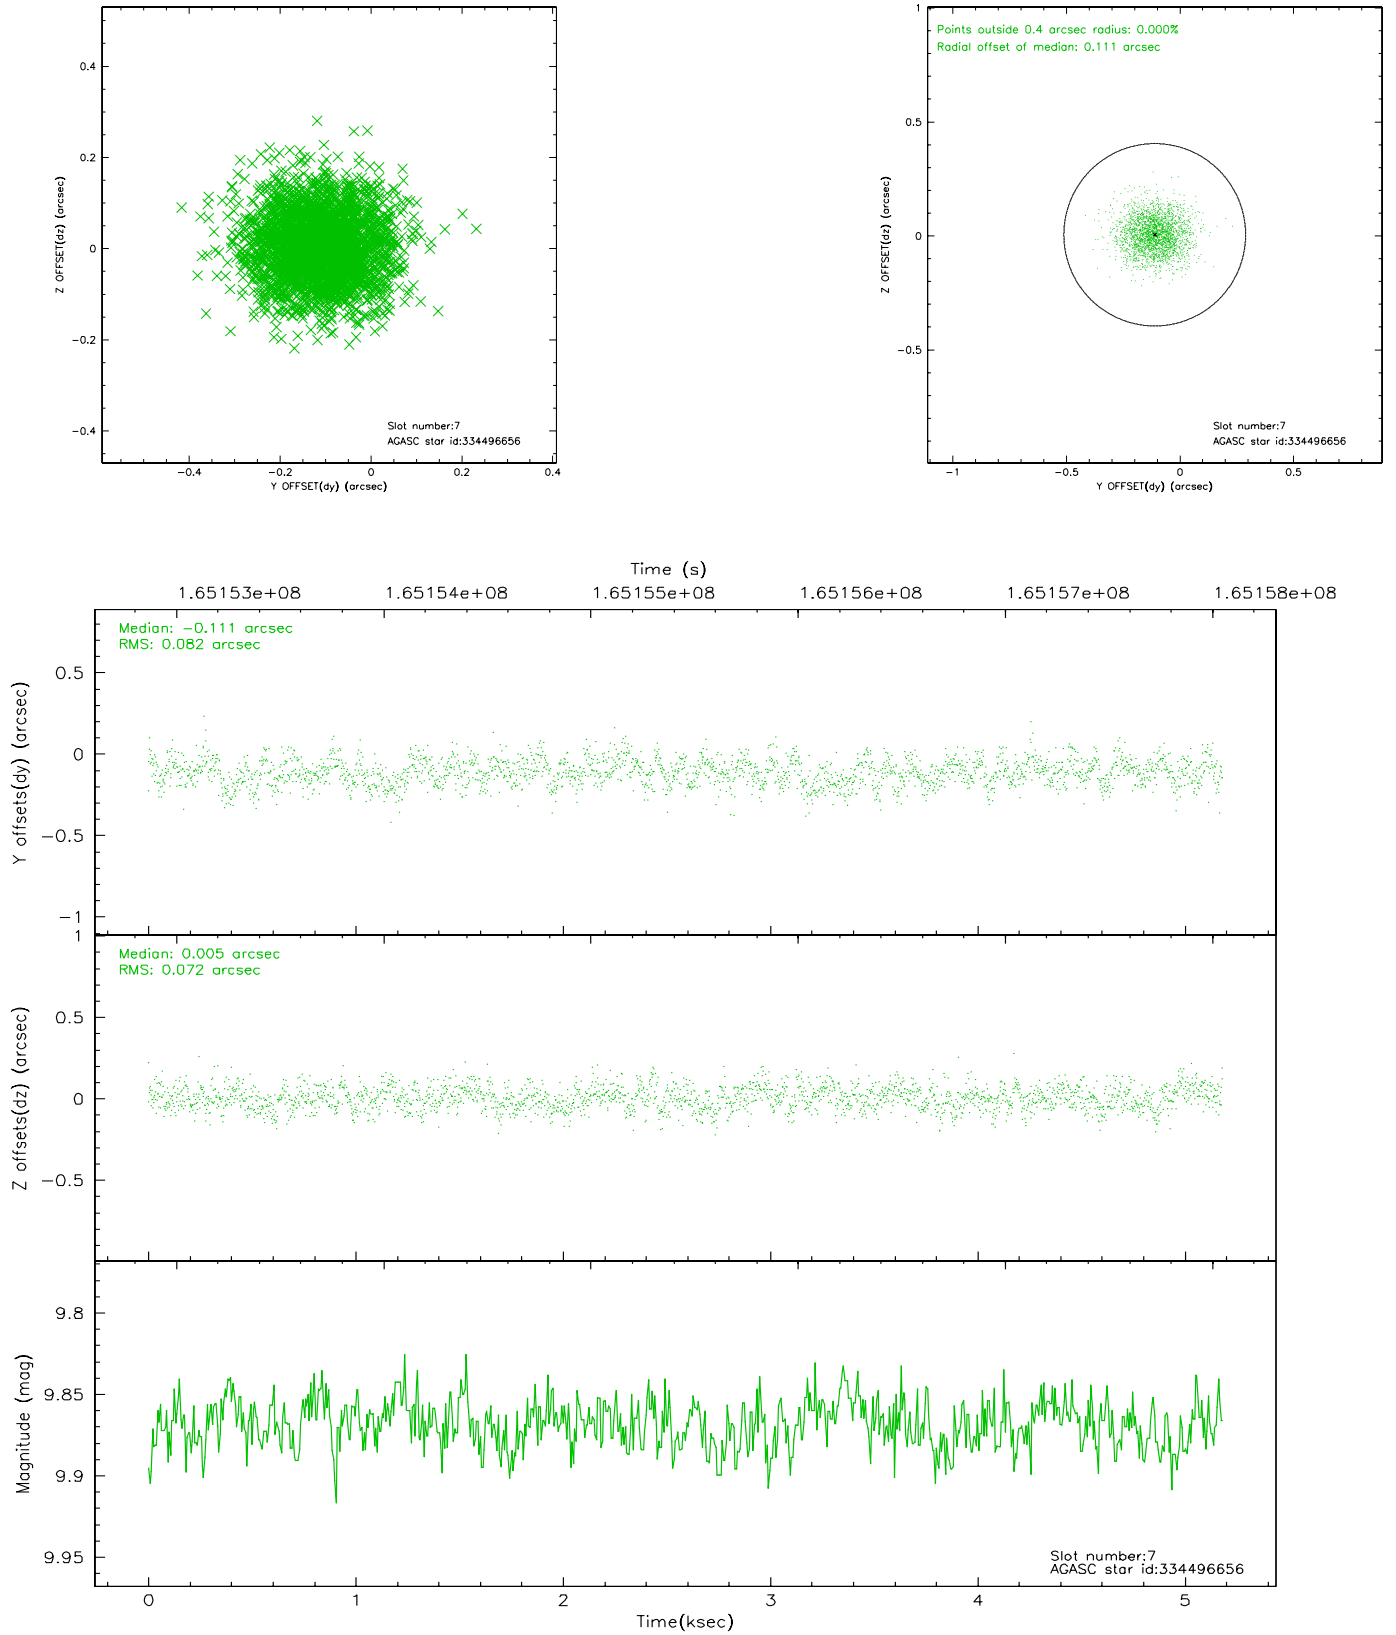 0.4
0.2
0
−0.2
−0.4
Z OFFSET(dz) (arcsec)
Slot number:7
AGASC star id:334496656
−0.4 −0.2 0 0.2 0.4
Y OFFSET(dy) (arcsec)
Points outside 0.4 arcsec radius: 0.000%
Radial offset of median: 0.111 arcsec
1
0.5
0
−0.5
Z OFFSET(dz) (arcsec)
Slot number:7
AGASC star id:334496656
−1 −0.5 0 0.5
Y OFFSET(dy) (arcsec)
Time (s)
1.65153e+08 1.65154e+08 1.65155e+08 1.65156e+08 1.65157e+08 1.65158e+08
Median: −0.111 arcsec
RMS: 0.082 arcsec
0.5
0
−0.5
−1
Y offsets(dy) (arcsec)
Median: 0.005 arcsec
RMS: 0.072 arcsec
1
0.5
0
−0.5
Z offsets(dz) (arcsec)
9.8
9.85
9.9
9.95
Magnitude (mag)
Slot number:7
AGASC star id:334496656
0 1 2 3 4 5
Time(ksec)